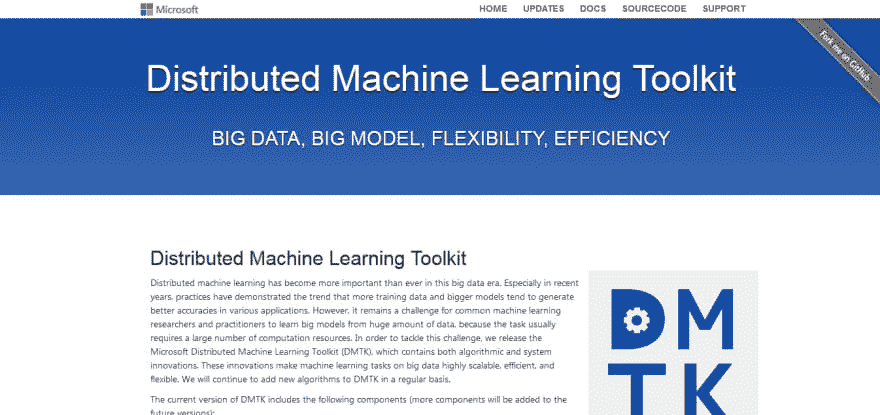 Microsoft
HOME UPDATES DOCS SOURCECODE SUPPORT
Fork me on GitHub
Distributed Machine Learning Toolkit
BIG DATA, BIG MODEL, FLEXIBILITY, EFFICIENCY
Distributed Machine Learning Toolkit
Distributed machine learning has become more important than ever in this big data era. Especially in recent
years, practices have demonstrated the trend that more training data and bigger models tend to generate
better accuracies in various applications. However, it remains a challenge for common machine learning
researchers and practitioners to learn big models from huge amount of data, because the task usually
requires a large number of computation resources. In order to tackle this challenge, we release the
Microsoft Distributed Machine Learning Toolkit (DMTK), which contains both algorithmic and system
innovations. These innovations make machine learning tasks on big data highly scalable, efficient, and
flexible. We will continue to add new algorithms to DMTK in a regular basis.
The current version of DMTK includes the following components (more components will be added to the
future versions):
DM
TK